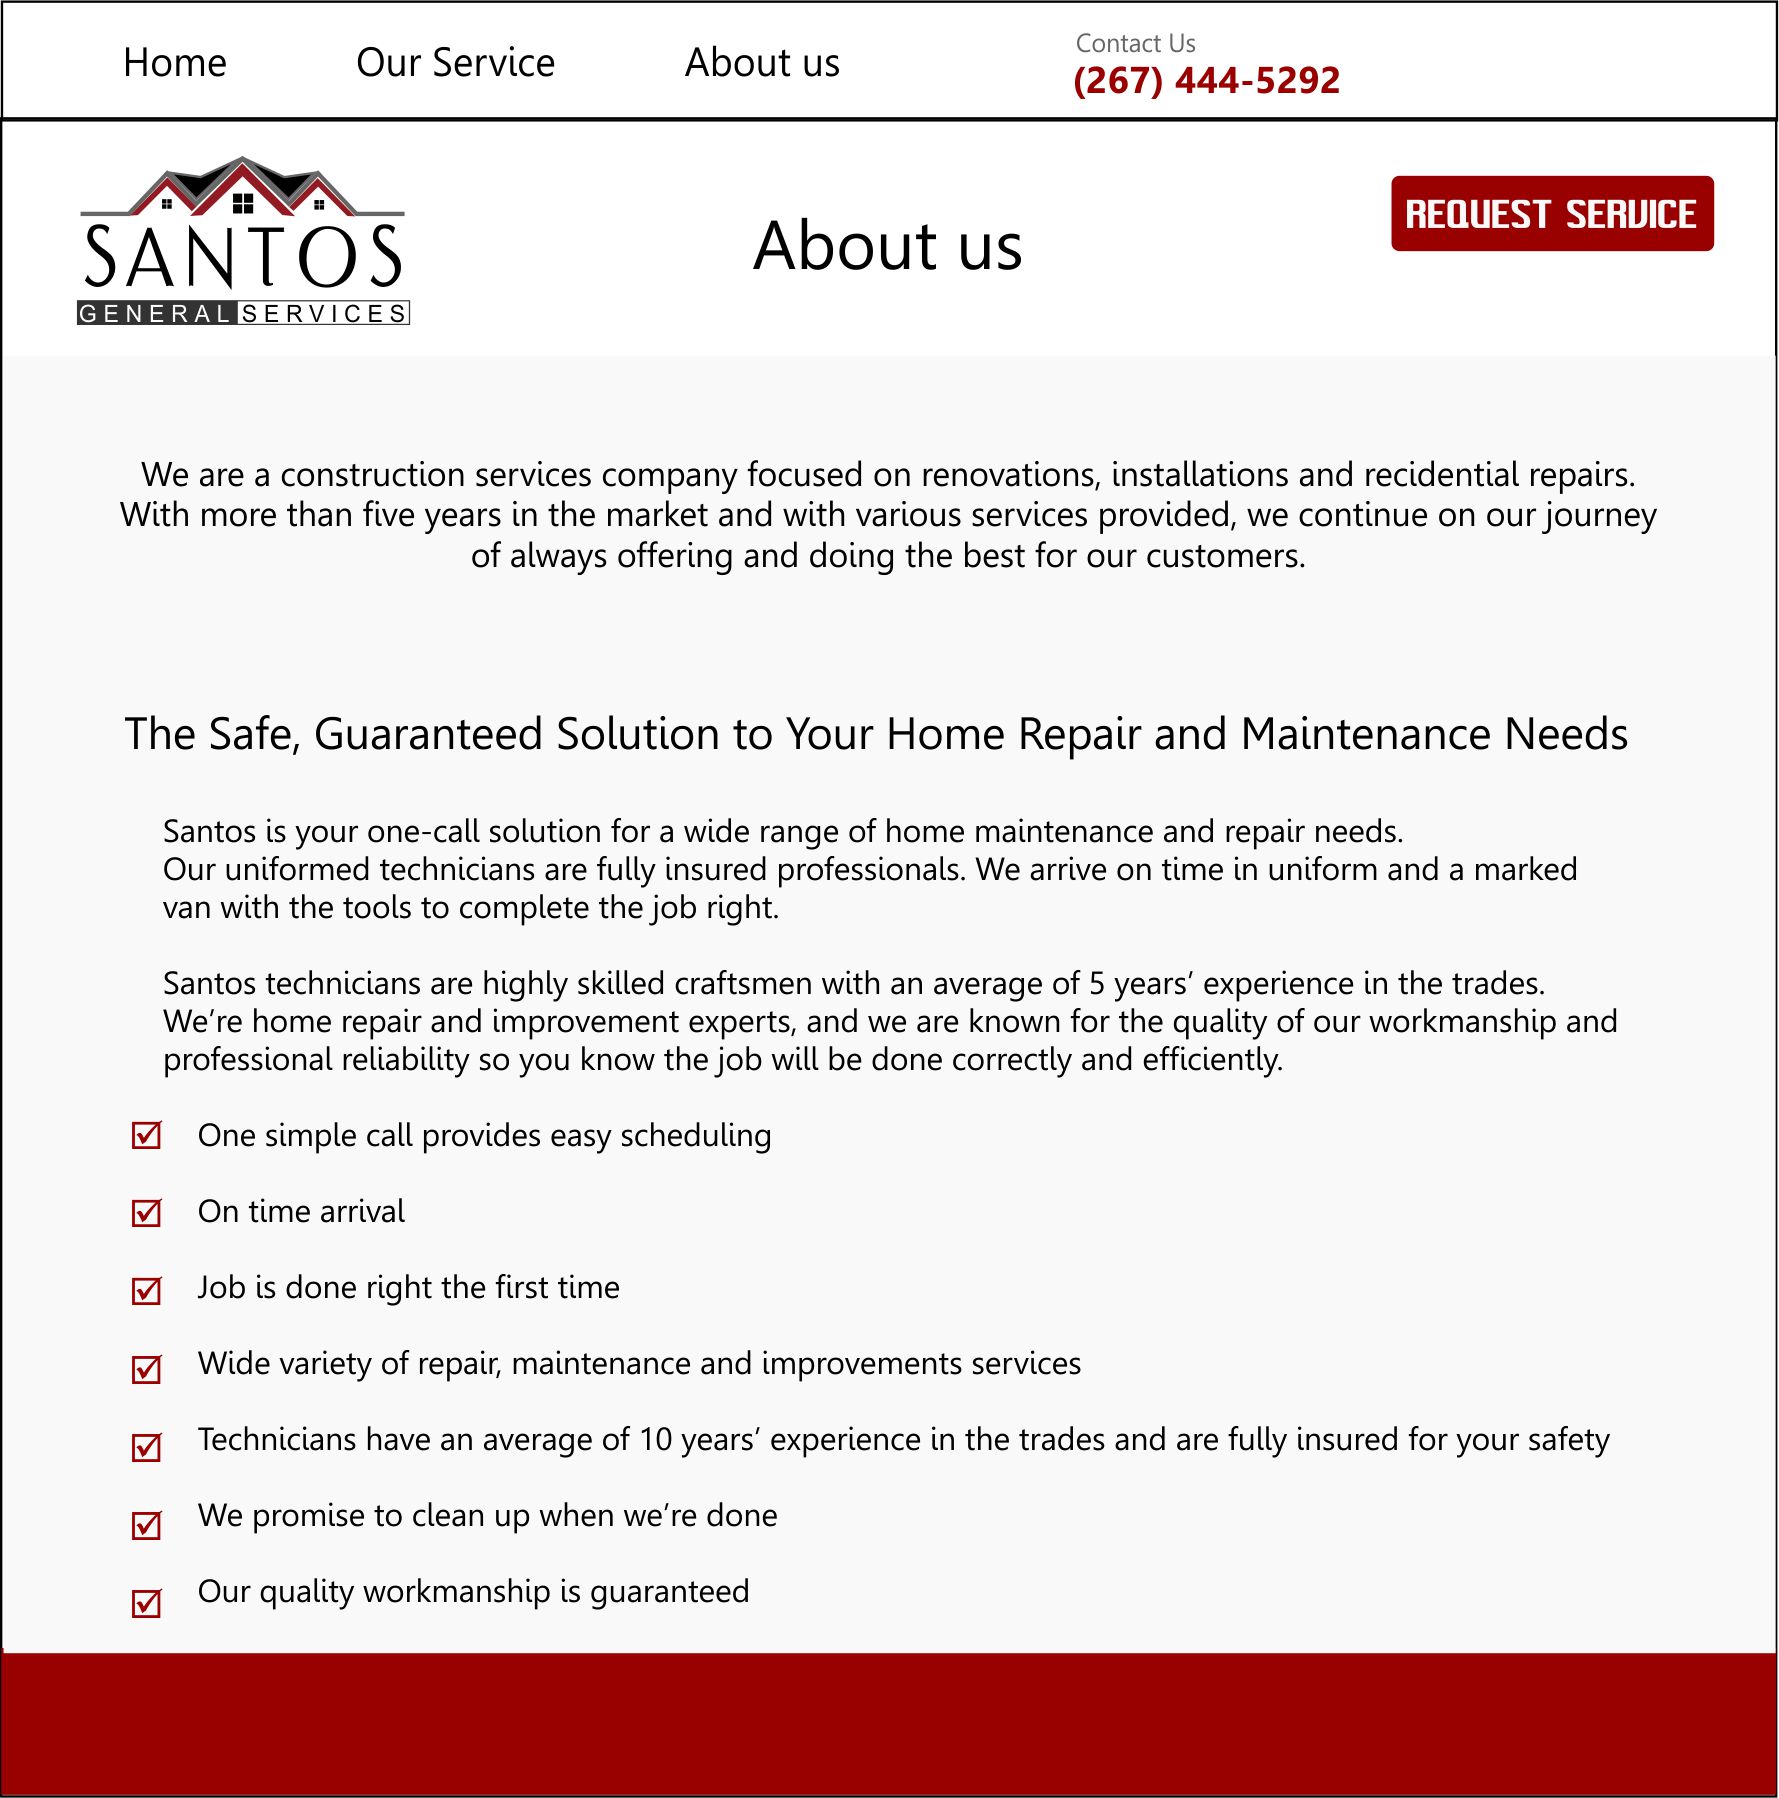 Home
Our Service
About us
Contact Us
(267) 444-5292
SANTOS
GENERAL SERVICES
About us
REQUEST SERVICE
We are a construction services company focused on renovations, installations and recidential repairs.
With more than five years in the market and with various services provided, we continue on our journey
of always offering and doing the best for our customers.
The Safe, Guaranteed Solution to Your Home Repair and Maintenance Needs
Santos is your one-call solution for a wide range of home maintenance and repair needs.
Our uniformed technicians are fully insured professionals. We arrive on time in uniform and a marked
van with the tools to complete the job right.
Santos technicians are highly skilled craftsmen with an average of 5 years’ experience in the trades.
We’re home repair and improvement experts, and we are known for the quality of our workmanship and
professional reliability so you know the job will be done correctly and efficiently.
One simple call provides easy scheduling
On time arrival
Job is done right the first time
Wide variety of repair, maintenance and improvements services
Technicians have an average of 10 years’ experience in the trades and are fully insured for your safety
We promise to clean up when we’re done
Our quality workmanship is guaranteed